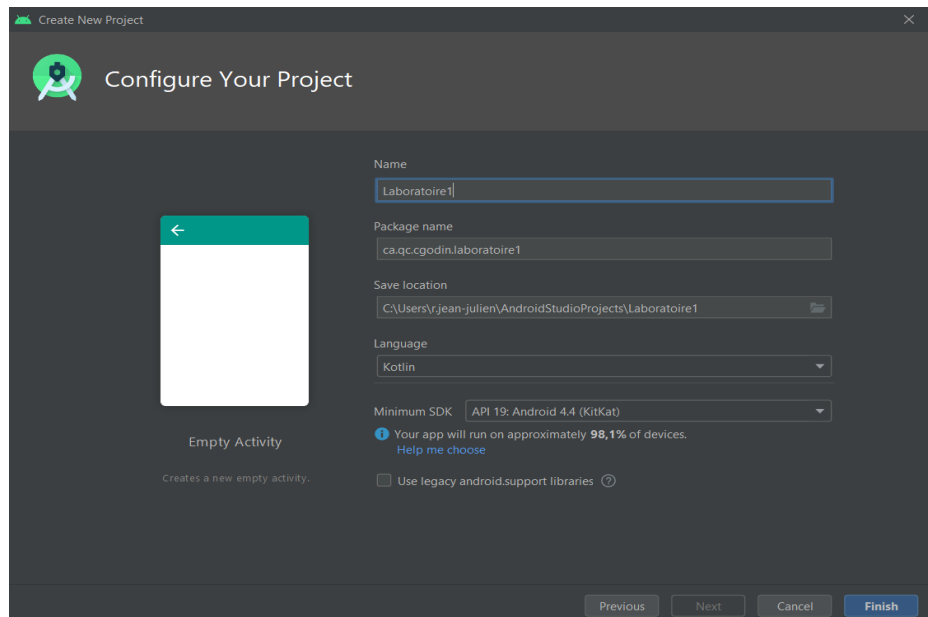 Create New Project
Configure Your Project
Name
Laboratoire1
Package name
ca.qc.cgodin.laboratoire1
Save location
C:\Users\r.jean-julien\AndroidStudioProjects\Laboratoire1
Language
Kotlin
Minimum SDK API 19: Android 4.4 (KitKat)
Your app will run on approximately 98,1% of devices.
Help me choose
Use legacy android.support libraries ?
Empty Activity
Creates a new empty activity.
Previous Next Cancel Finish